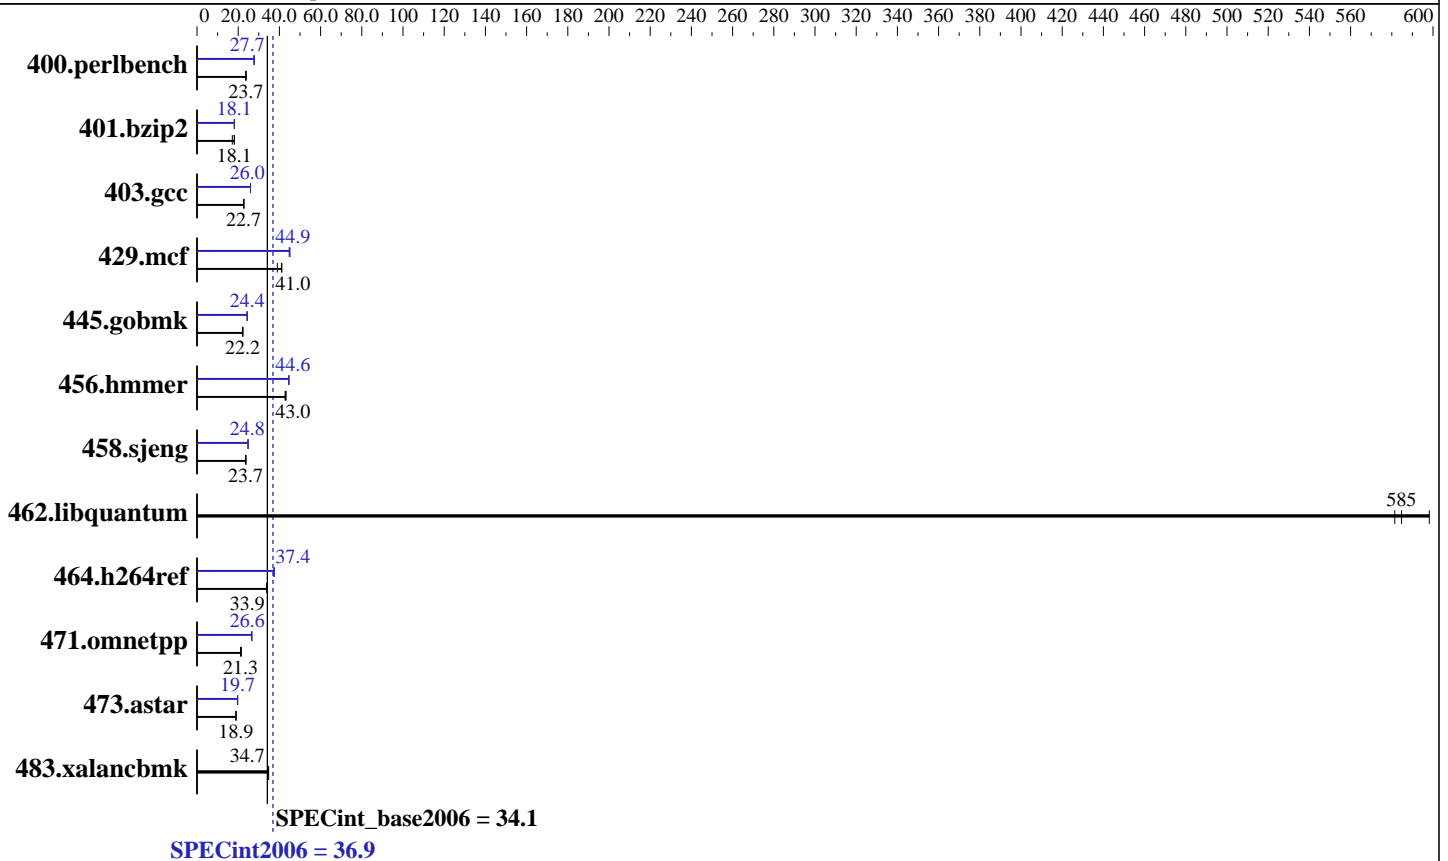 0 20.0 40.0 60.0 80.0 100 120 140 160 180 200 220 240 260 280 300 320 340 360 380 400 420 440 460 480 500 520 540 560 600
27.7
400.perlbench
23.7
18.1
401.bzip2
18.1
26.0
403.gcc
22.7
44.9
429.mcf
41.0
24.4
445.gobmk
22.2
44.6
456.hmmer
43.0
24.8
458.sjeng
23.7
585
462.libquantum
37.4
464.h264ref
33.9
26.6
471.omnetpp
21.3
19.7
473.astar
18.9
34.7
483.xalancbmk
SPECint_base2006 = 34.1
SPECint2006 = 36.9